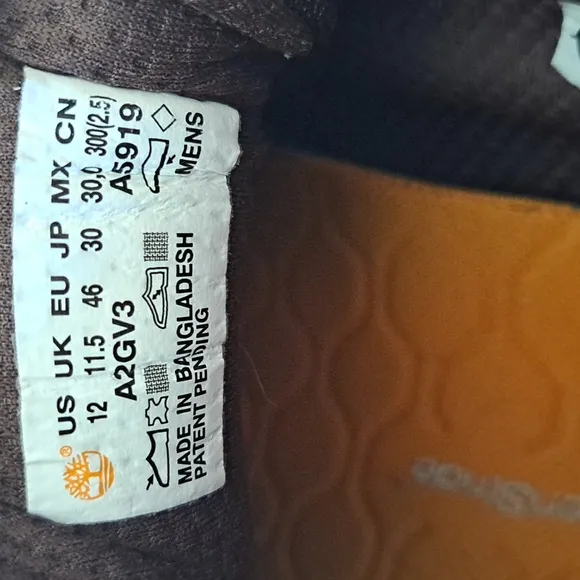 ®
US UK EU JP MX CN
12 11.5 46 30 30,0 300(2.5)
A2GV3 A5919
MENS
MADE IN BANGLADESH
PATENT PENDING